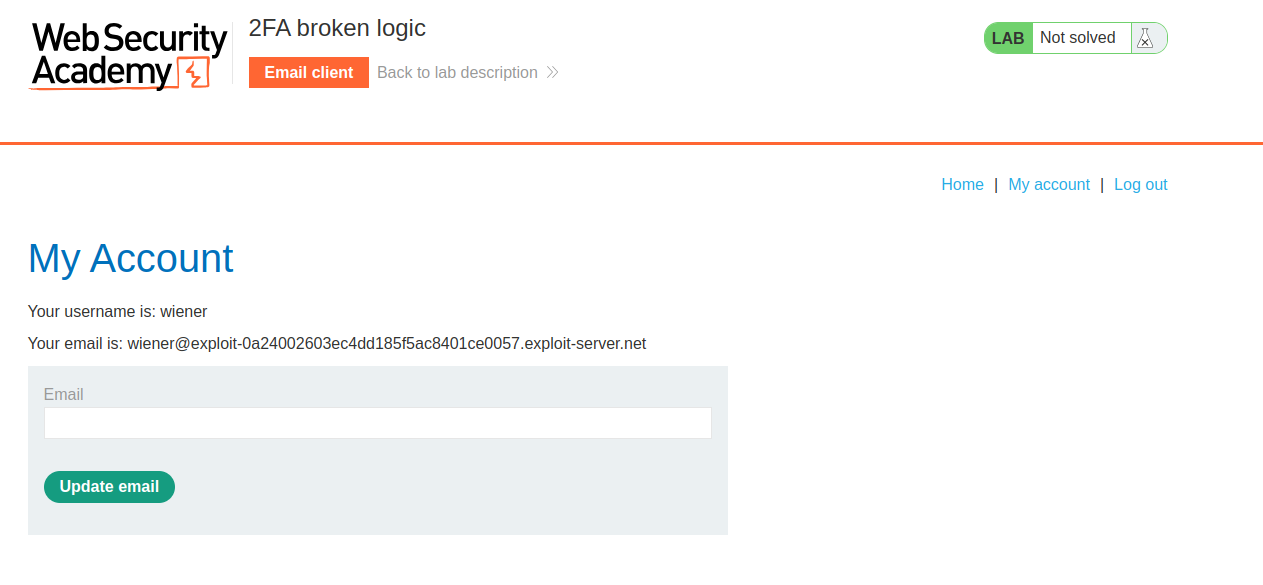 Web Security
Academy
2FA broken logic
Email client Back to lab description
LAB Not solved
Home | My account | Log out
My Account
Your username is: wiener
Your email is: wiener@exploit-0a24002603ec4dd185f5ac8401ce0057.exploit-server.net
Email
Update email